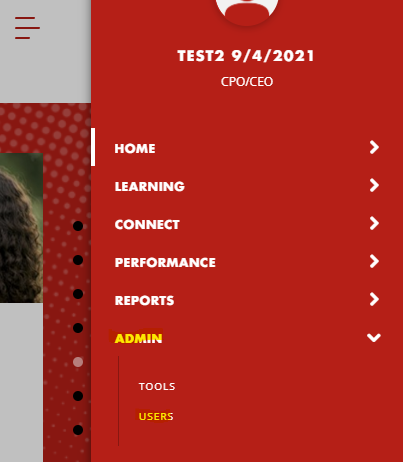 TEST2 9/4/2021
CPO/CEO
HOME
LEARNING
CONNECT
PERFORMANCE
REPORTS
ADMIN
TOOLS
USERS